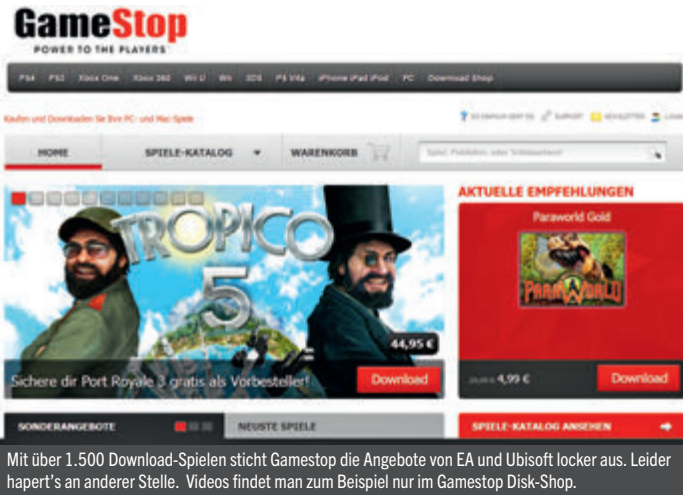 GameStop
POWER TO THE PLAYERS
PS4 PS3 Xbox One Xbox 360 Wii U Wii 3DS PS Vita iPhone iPad iPod PC Download Shop
Kaufen und Downloaden Sie Ihre PC- und Mac-Spiele
SUPPORT NEWSLETTER LOGIN
HOME SPIELE-KATALOG WARENKORB
AKTUELLE EMPFEHLUNGEN
Paraworld Gold
TROPICO
5
PARAWORLD
44,95 €
Sichere dir Port Royale 3 gratis als Vorbesteller! Download
4,99 € Download
SONDERANGEBOTE NEUSTE SPIELE SPIELE-KATALOG ANSEHEN
Mit über 1.500 Download-Spielen sticht Gamestop die Angebote von EA und Ubisoft locker aus. Leider
hapert's an anderer Stelle. Videos findet man zum Beispiel nur im Gamestop Disk-Shop.